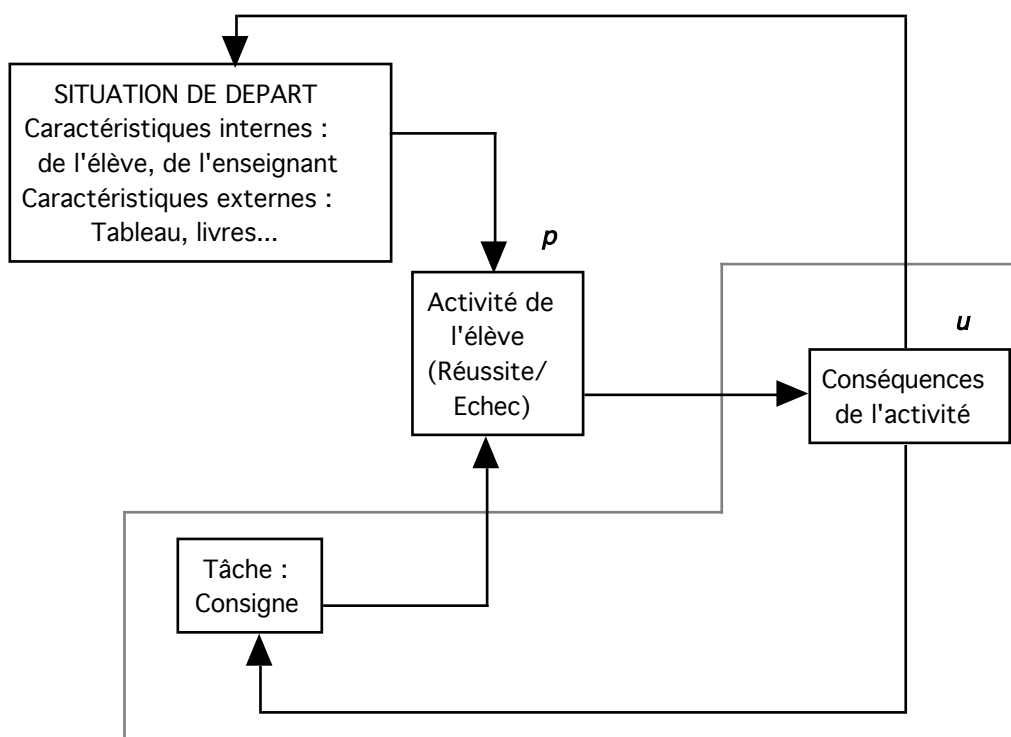 SITUATION DE DEPART
Caractéristiques internes :
de l'élève, de l'enseignant
Caractéristiques externes :
Tableau, livres...
p
Activité de
l'élève
(Réussite/
Echec)
u
Conséquences
de l'activité
Tâche :
Consigne